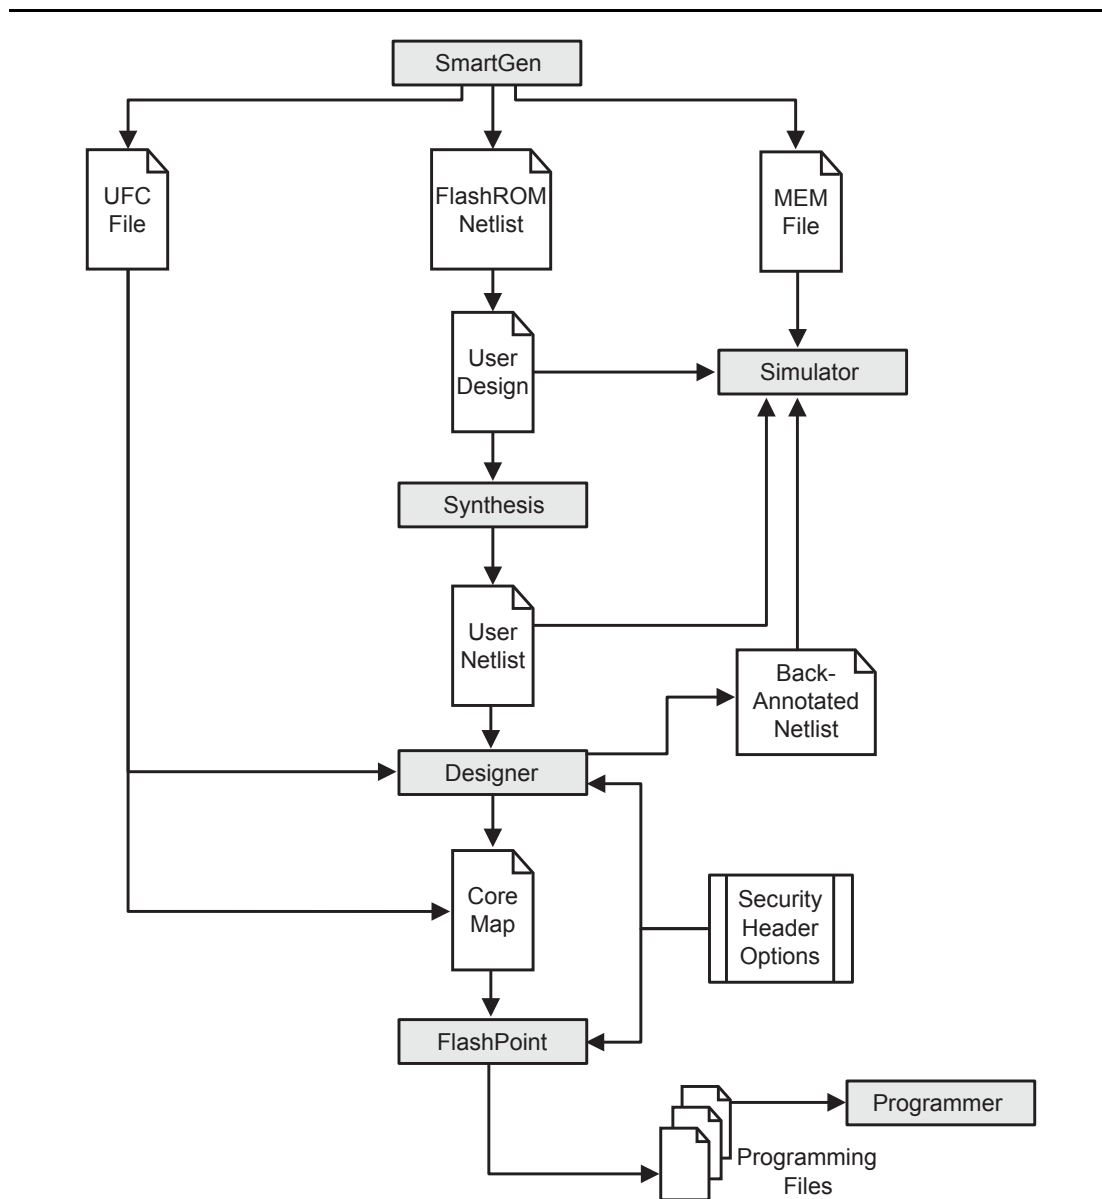 SmartGen
UFC
File
FlashROM
Netlist
MEM
File
User
Design
Simulator
Synthesis
User
Netlist
Back-
Annotated
Netlist
Designer
Core
Map
Security
Header
Options
FlashPoint
Programmer
Programming
Files